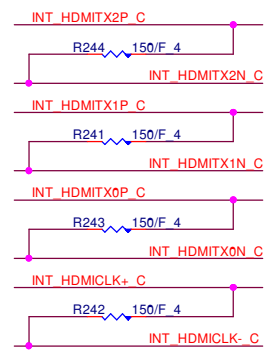 INT_HDMITX2P_C
R244 150/F_4
INT_HDMITX2N_C
INT_HDMITX1P_C
R241 150/F_4
INT_HDMITX1N_C
INT_HDMITX0P_C
R243 150/F_4
INT_HDMITX0N_C
INT_HDMICLK+_C
R242 150/F_4
INT_HDMICLK-_C